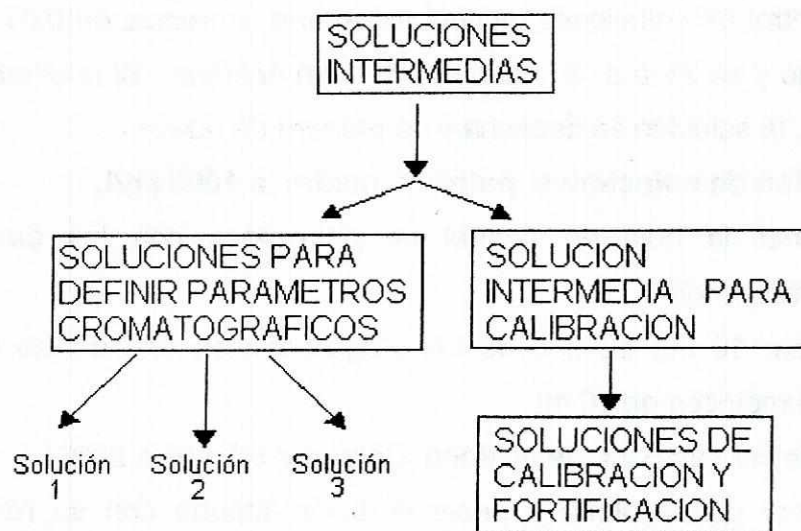 SOLUCIONES
INTERMEDIAS
SOLUCIONES PARA
DEFINIR PARAMETROS
CROMATOGRAFICOS
SOLUCION
INTERMEDIA PARA
CALIBRACION
Solución
1
Solución
2
Solución
3
SOLUCIONES DE
CALIBRACION Y
FORTIFICACION